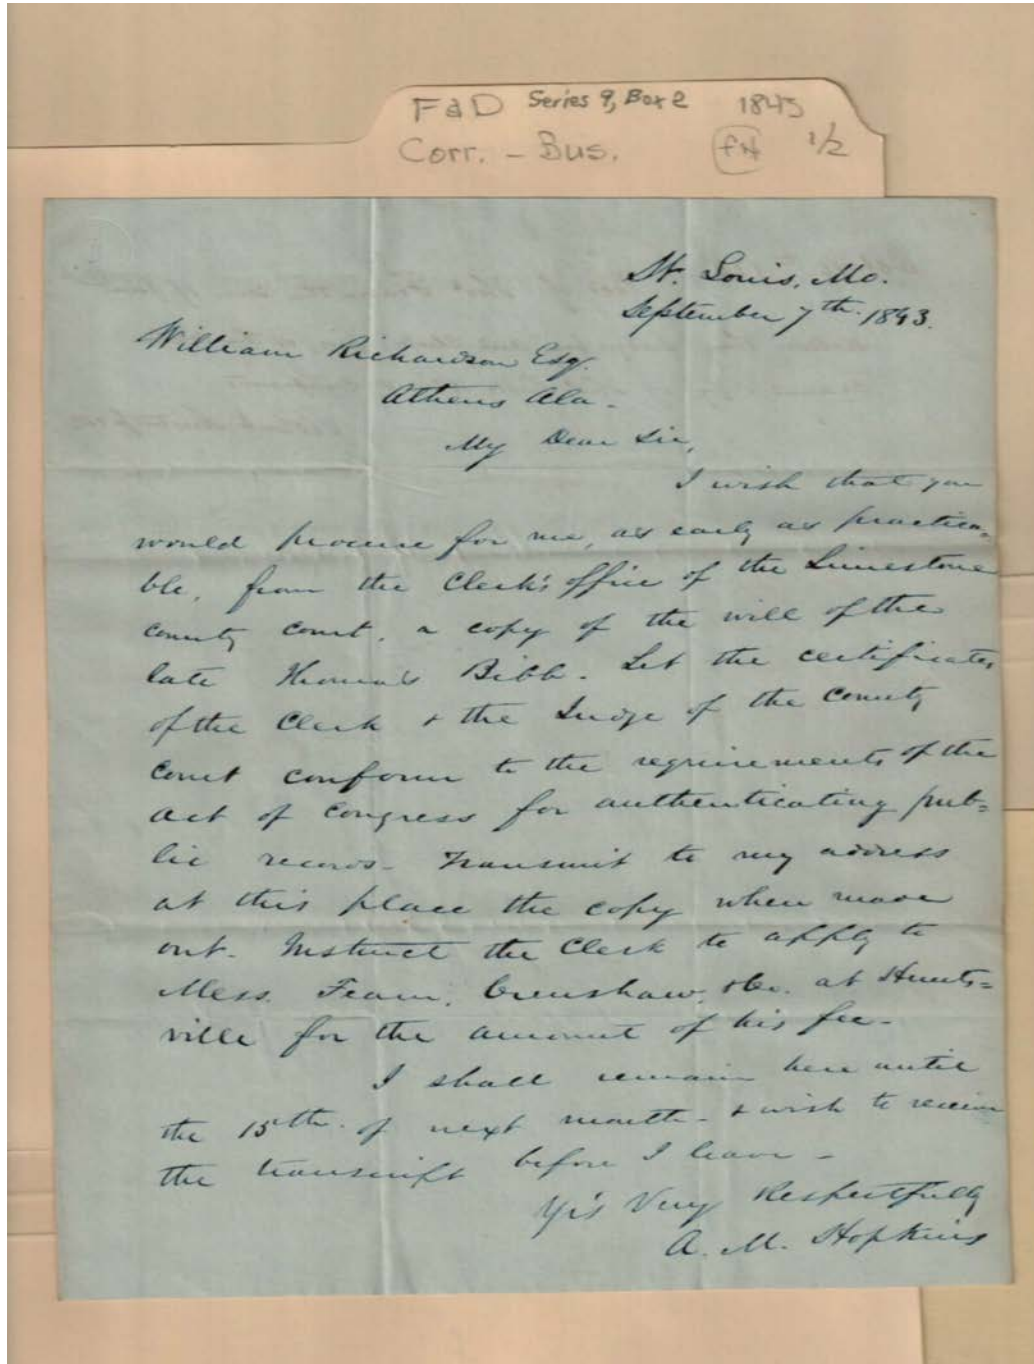 F&D Series 9, Box 2 1843
Corr. - Bus. 1/2
St. Louis, Mo.
September 7th. 1843.
William Richardson Esq.
Athens Ala.
My Dear Sir,
I wish that you
would procure for me, as early as practica-
ble, from the Clerk's office of the Limestone
county court, a copy of the will of the
late Thomas Bibb. Let the certificates
of the Clerk & the Judge of the County
Court conform to the requirements of the
act of Congress for authenticating pub=
lic records - Transmit to my address
at this place the copy when made
out. Instruct the Clerk to apply to
Mess. Fearn, Crenshaw, &Co. at Hunts=
ville for the amount of his fee -
I shall remain here until
the 15th. of next month - & wish to receive
the transcript before I leave -
Yrs Very Respectfully
A. M. Hopkins